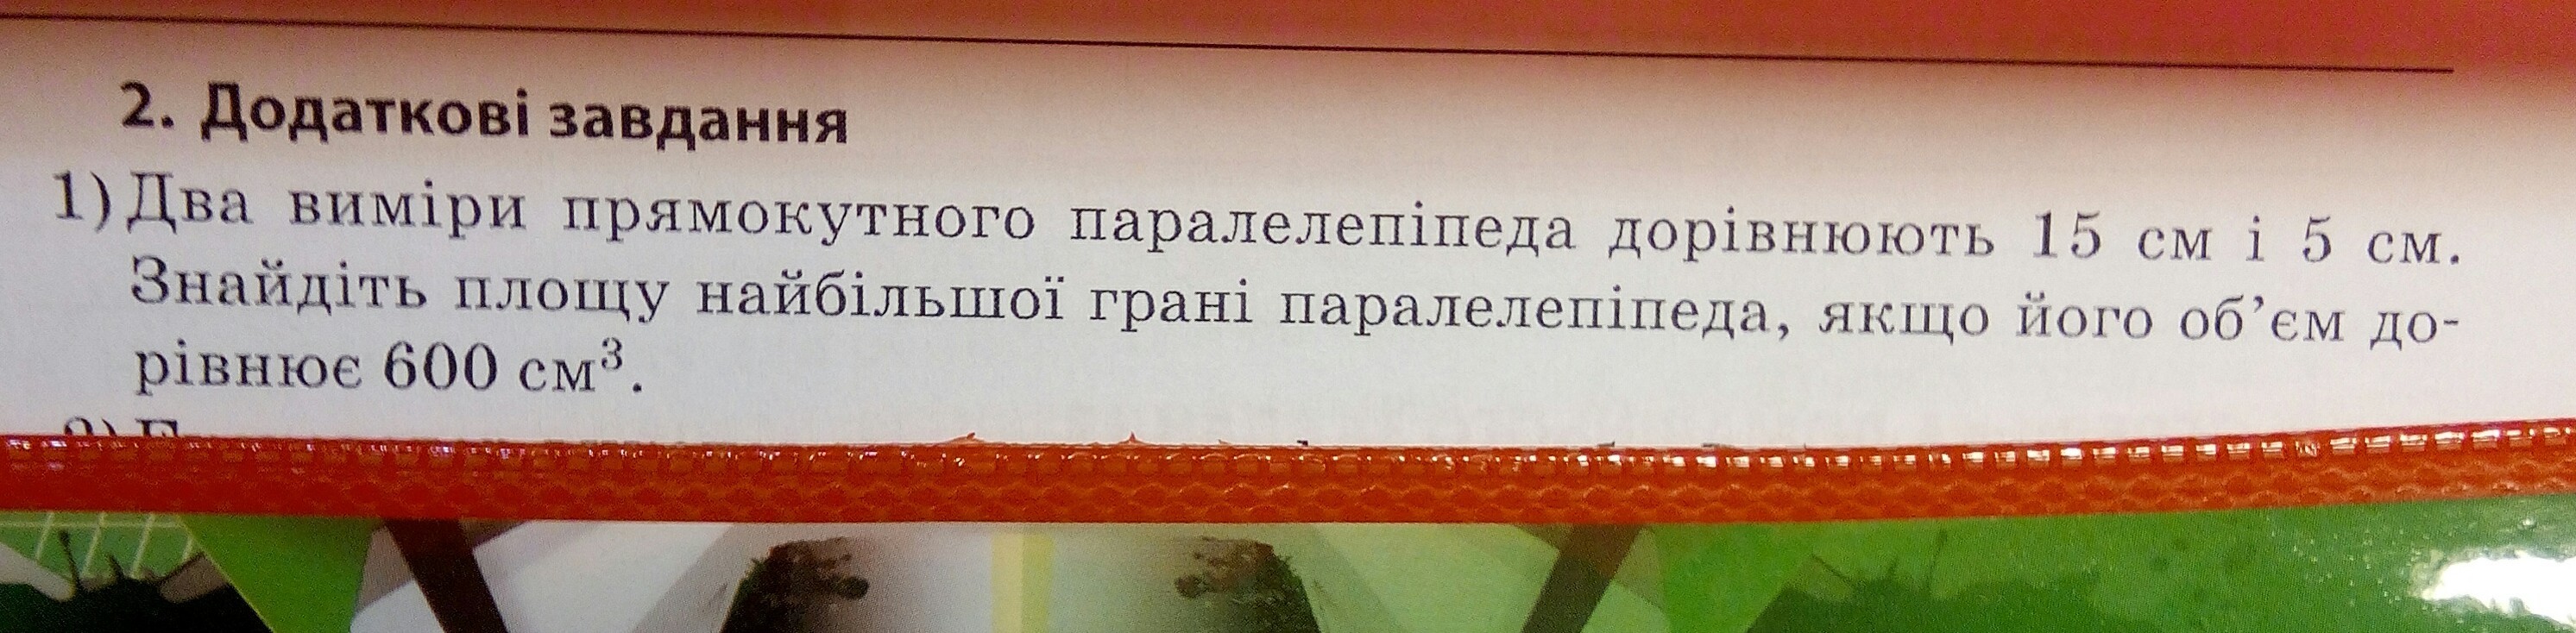 2. Додаткові завдання
1) Два виміри прямокутного паралелепіпеда дорівнюють 15 см і 5 см.
Знайдіть площу найбільшої грані паралелепіпеда, якщо його об’єм до-
рівнює 600 см³.